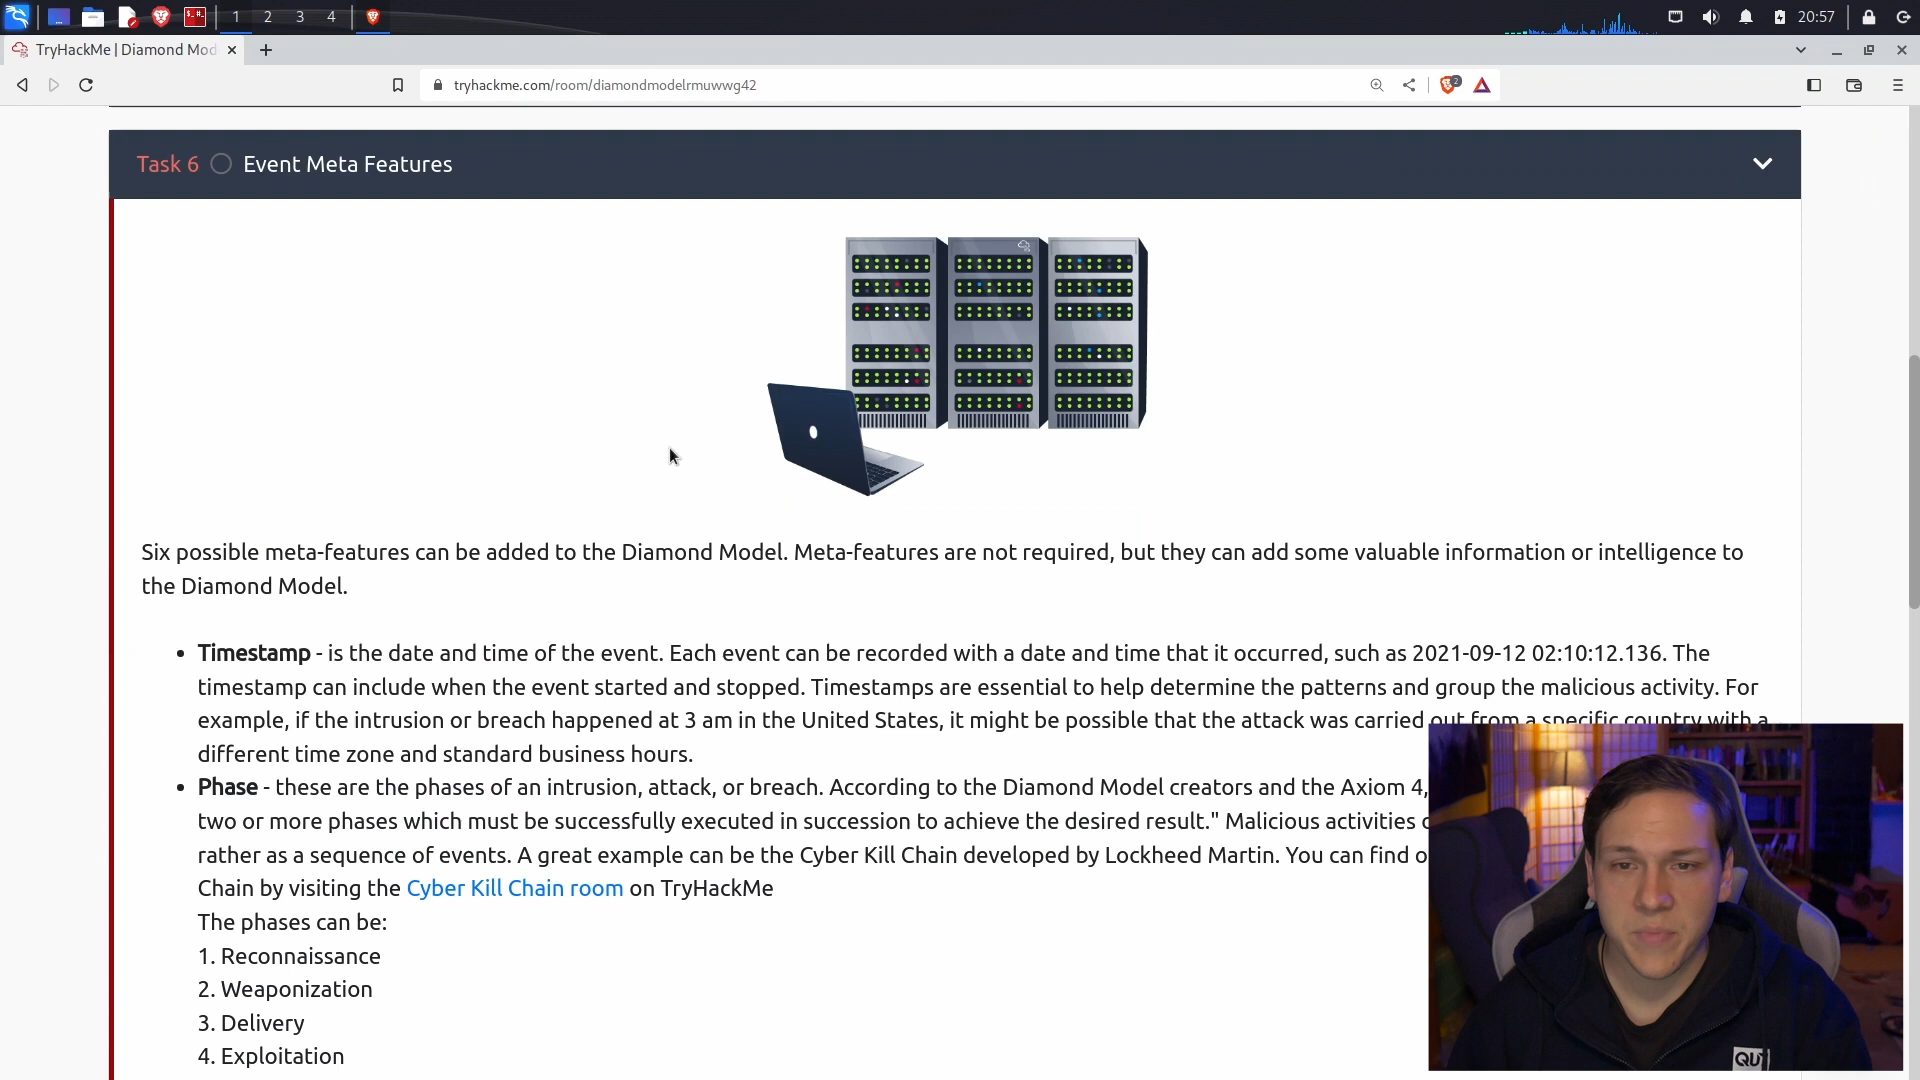 1 2 3 4
20:57
TryHackMe | Diamond Mod
tryhackme.com/room/diamondmodelrmuwwg42
2
Task 6 Event Meta Features
Six possible meta-features can be added to the Diamond Model. Meta-features are not required, but they can add some valuable information or intelligence to
the Diamond Model.
Timestamp - is the date and time of the event. Each event can be recorded with a date and time that it occurred, such as 2021-09-12 02:10:12.136. The
timestamp can include when the event started and stopped. Timestamps are essential to help determine the patterns and group the malicious activity. For
example, if the intrusion or breach happened at 3 am in the United States, it might be possible that the attack was carried out from a specific country with a
different time zone and standard business hours.
Phase - these are the phases of an intrusion, attack, or breach. According to the Diamond Model creators and the Axiom 4,
two or more phases which must be successfully executed in succession to achieve the desired result." Malicious activities
rather as a sequence of events. A great example can be the Cyber Kill Chain developed by Lockheed Martin. You can find
Chain by visiting the Cyber Kill Chain room on TryHackMe
The phases can be:
1. Reconnaissance
2. Weaponization
3. Delivery
4. Exploitation
QUT